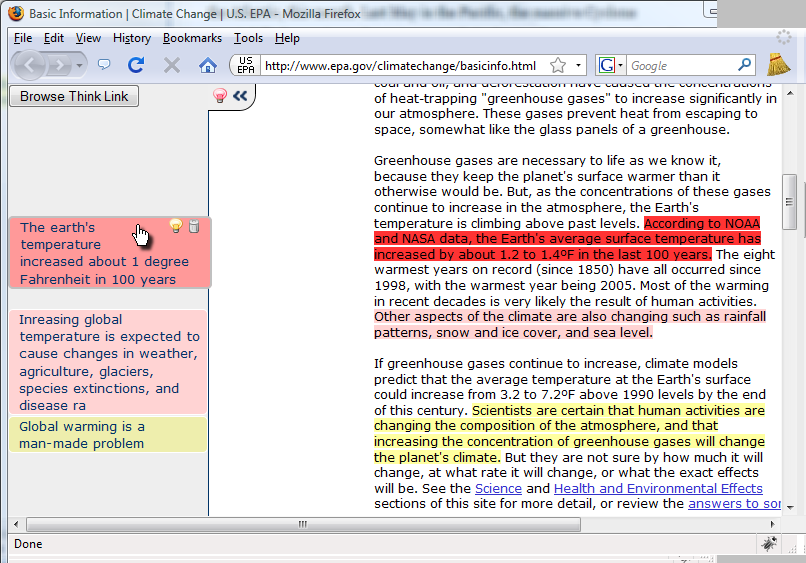 Basic Information | Climate Change | U.S. EPA - Mozilla Firefox
File Edit View History Bookmarks Tools Help
US EPA http://www.epa.gov/climatechange/basicinfo.html Google
Browse Think Link
The earth's
temperature
increased about 1 degree
Fahrenheit in 100 years
Inreasing global
temperature is expected to
cause changes in weather,
agriculture, glaciers,
species extinctions, and
disease ra
Global warming is a
man-made problem
coal and oil, and deforestation have caused the concentrations
of heat-trapping "greenhouse gases" to increase significantly in
our atmosphere. These gases prevent heat from escaping to
space, somewhat like the glass panels of a greenhouse.
Greenhouse gases are necessary to life as we know it,
because they keep the planet's surface warmer than it
otherwise would be. But, as the concentrations of these gases
continue to increase in the atmosphere, the Earth's
temperature is climbing above past levels. According to NOAA
and NASA data, the Earth's average surface temperature has
increased by about 1.2 to 1.4ºF in the last 100 years. The eight
warmest years on record (since 1850) have all occurred since
1998, with the warmest year being 2005. Most of the warming
in recent decades is very likely the result of human activities.
Other aspects of the climate are also changing such as rainfall
patterns, snow and ice cover, and sea level.
If greenhouse gases continue to increase, climate models
predict that the average temperature at the Earth's surface
could increase from 3.2 to 7.2ºF above 1990 levels by the end
of this century. Scientists are certain that human activities are
changing the composition of the atmosphere, and that
increasing the concentration of greenhouse gases will change
the planet's climate. But they are not sure by how much it will
change, at what rate it will change, or what the exact effects
will be. See the Science and Health and Environmental Effects
sections of this site for more detail, or review the answers to
Done